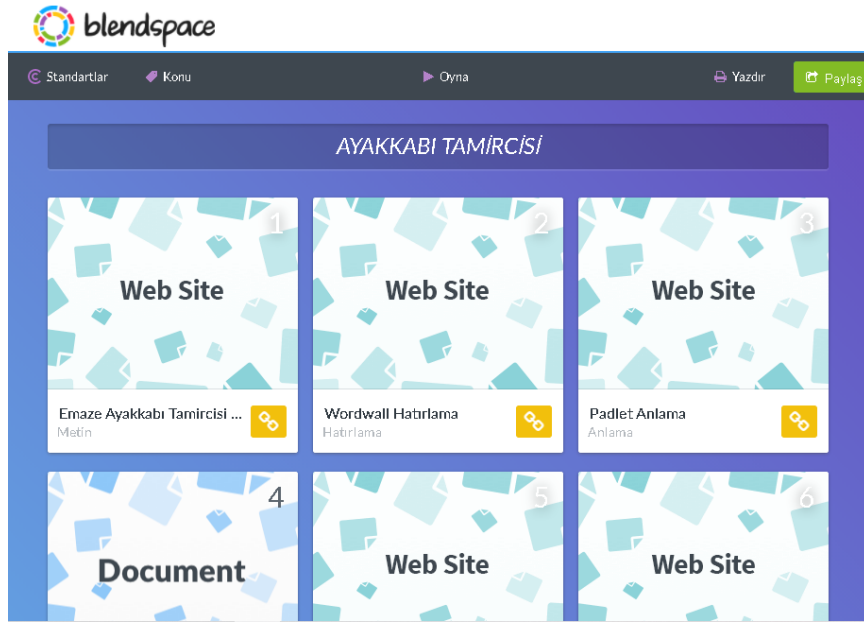 blendspace
Standartlar Konu Oyna Yazdır Paylaş
AYAKKABI TAMİRCİSİ
1 2 3
Web Site Web Site Web Site
Emaze Ayakkabı Tamircisi ... Wordwall Hatırlama Padlet Anlama
Metin Hatırlama Anlama
4 5 6
Document Web Site Web Site